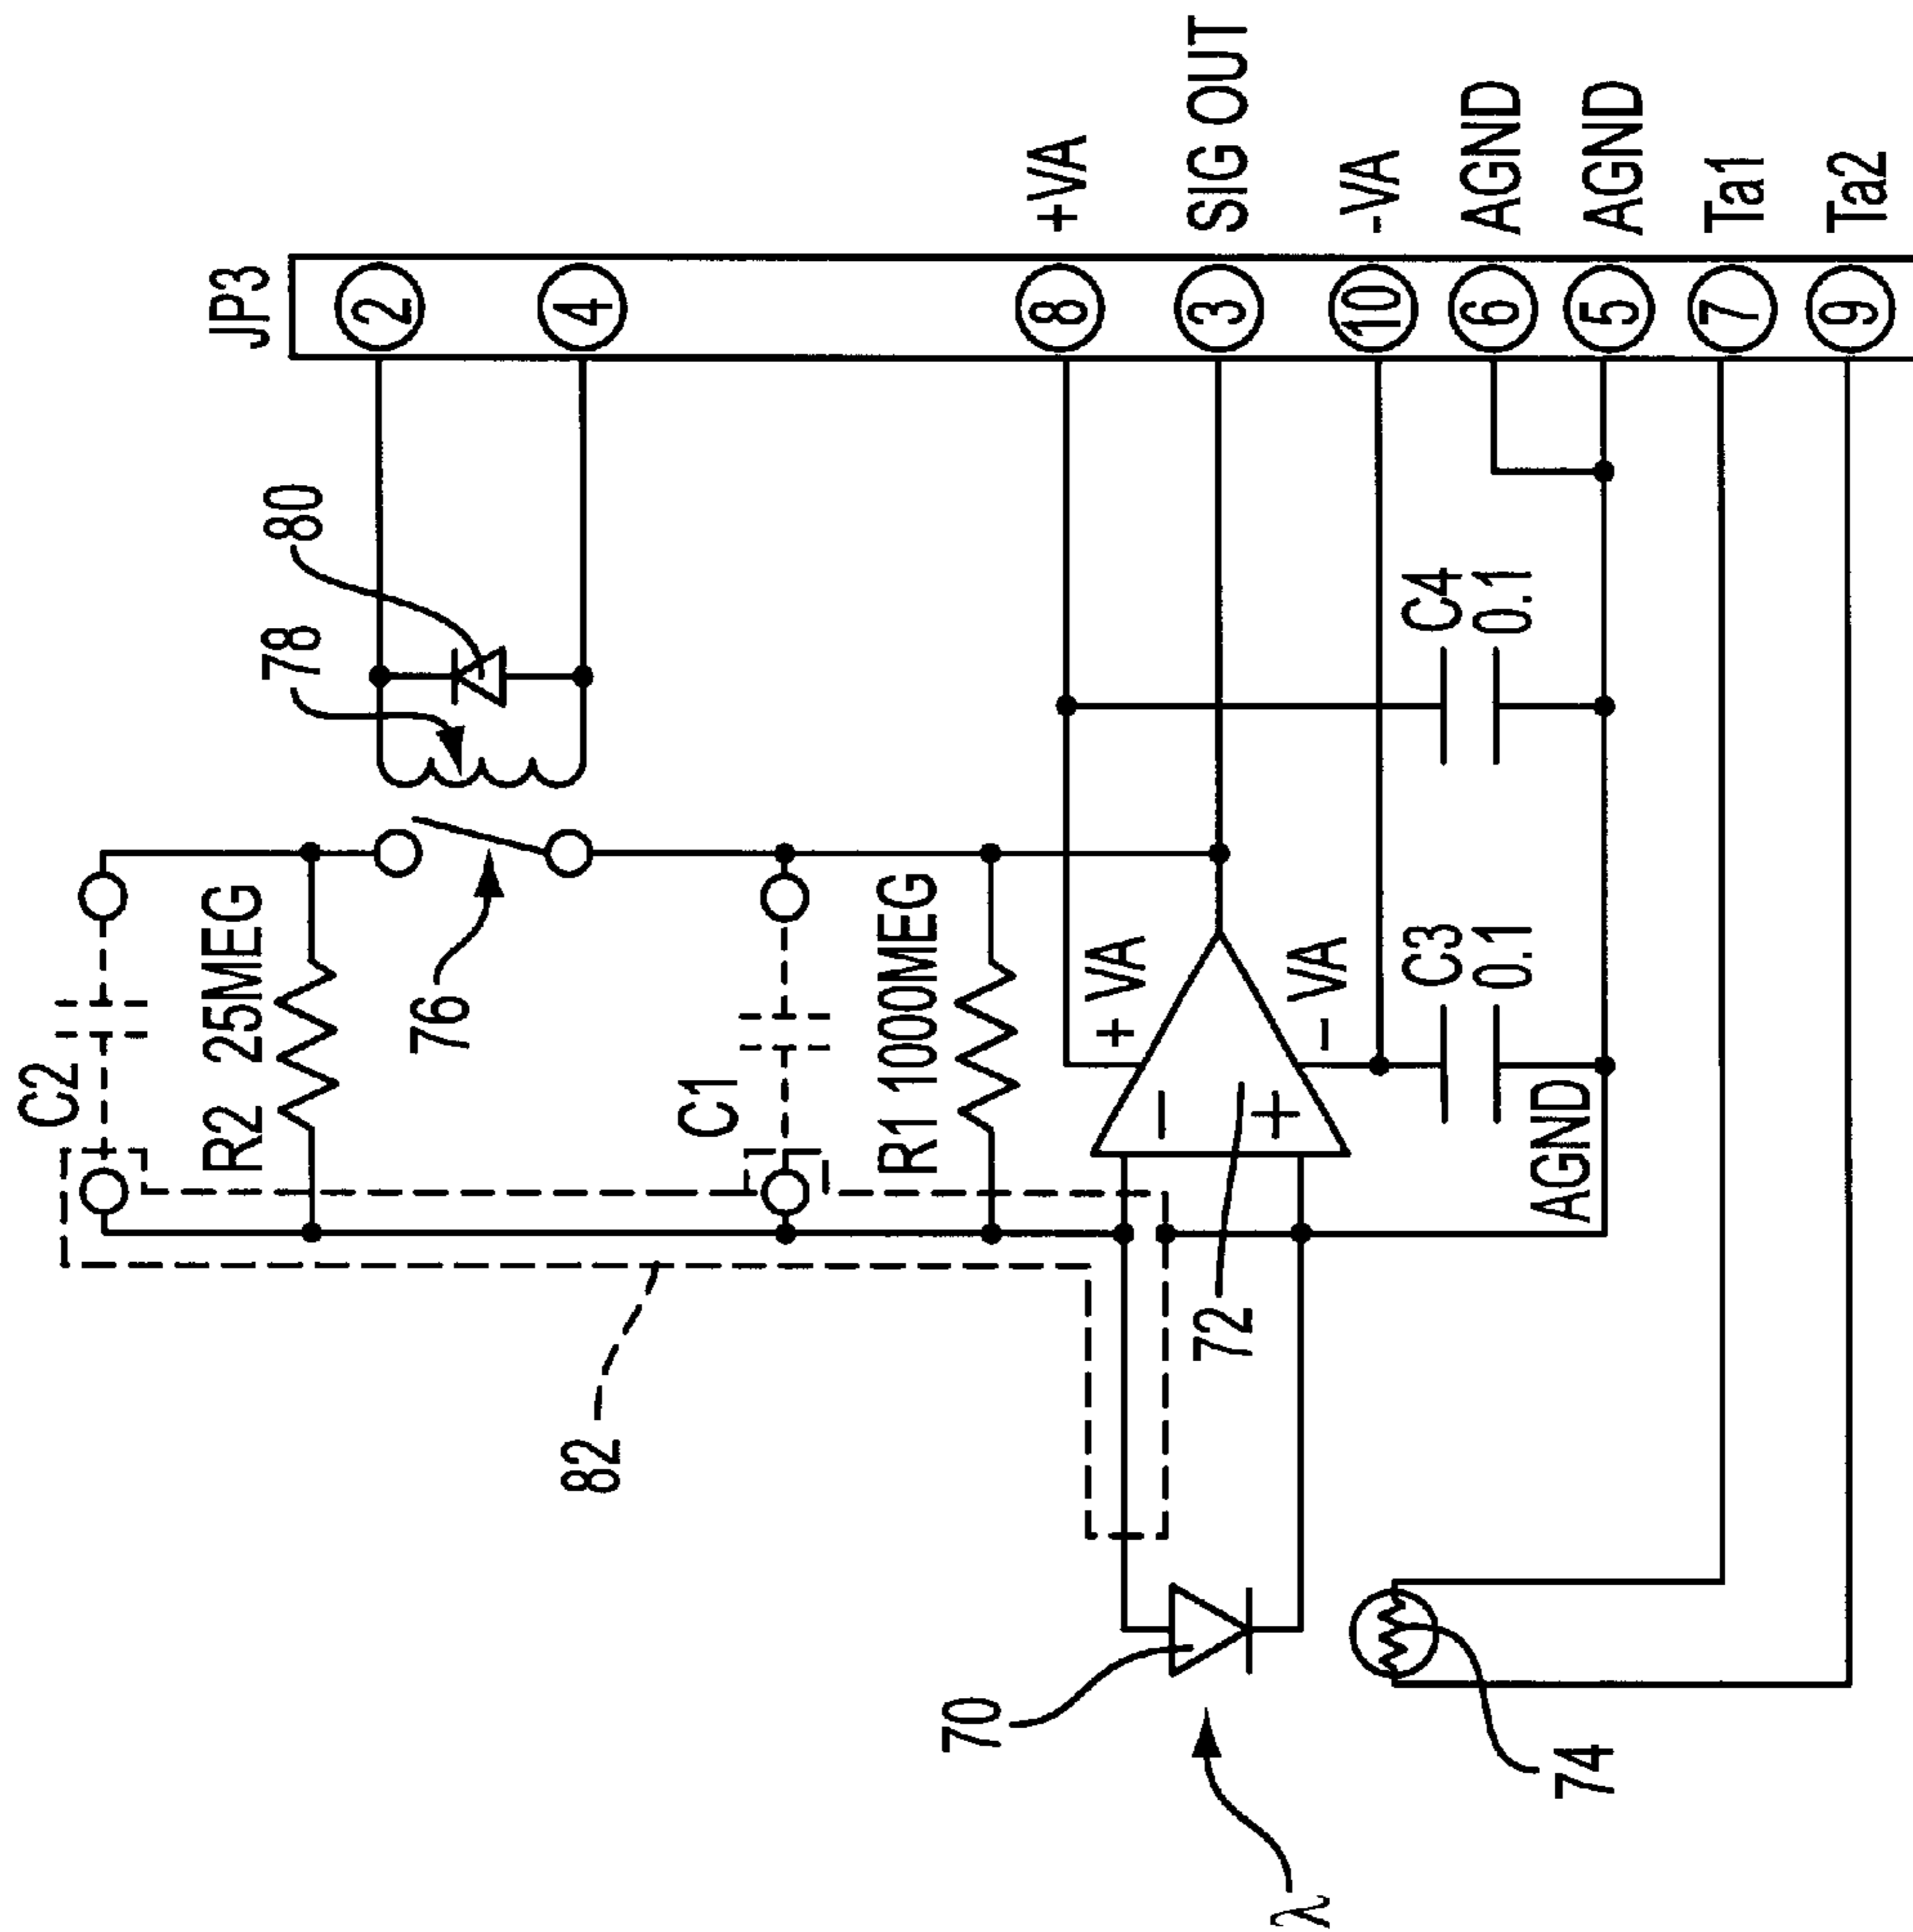 C2
R2 25MEG
76
C1
R1 1000MEG
78
80
JP3
2
4
8
3
10
6
5
7
9
+VA
SIG OUT
-VA
AGND
AGND
Ta1
Ta2
+ VA
- VA
−
+
72
C3
0.1
C4
0.1
AGND
82
70
74
λ